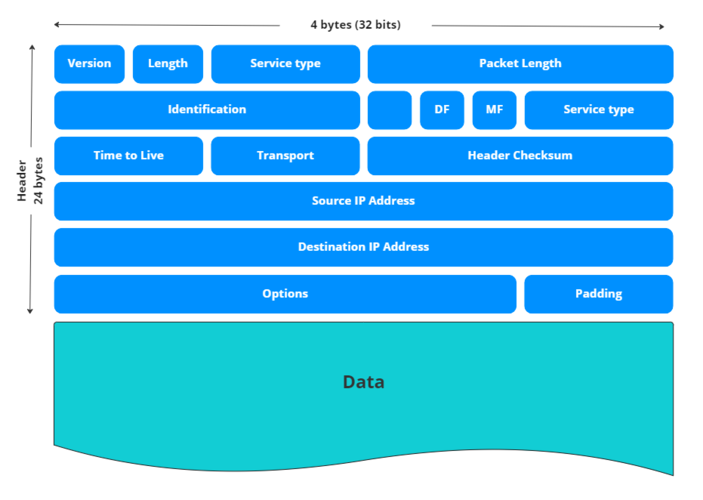 4 bytes (32 bits)
Version Length Service type Packet Length
Identification DF MF Service type
Time to Live Transport Header Checksum
Source IP Address
Destination IP Address
Options Padding
Header
24 bytes
Data